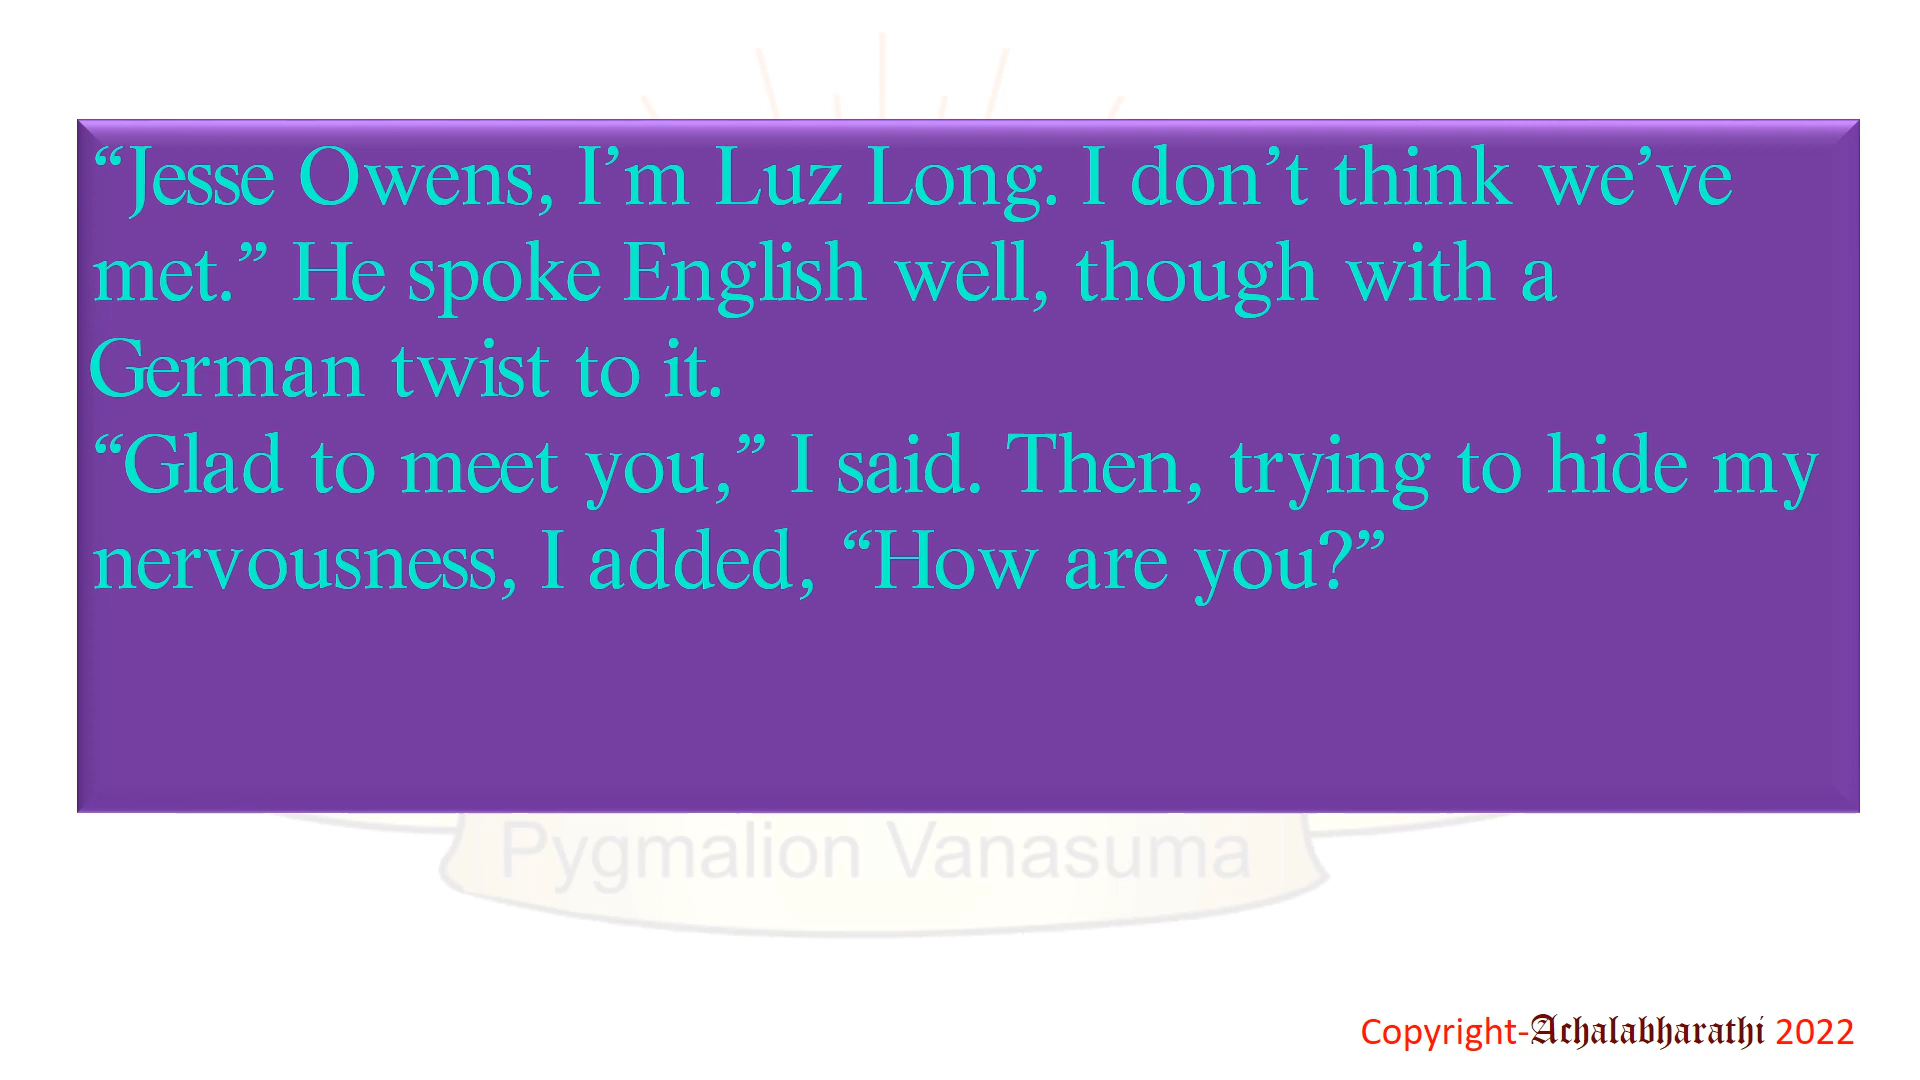 “Jesse Owens, I’m Luz Long. I don’t think we’ve
met.” He spoke English well, though with a
German twist to it.
“Glad to meet you,” I said. Then, trying to hide my
nervousness, I added, “How are you?”
Pygmalion Vanasuma
Copyright-Achalabharathi 2022